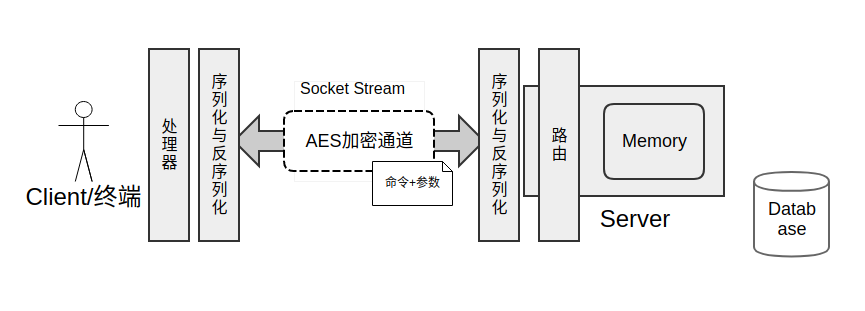 Client/终端
处理器
序列化与反序列化
Socket Stream
AES加密通道
命令+参数
序列化与反序列化
路由
Memory
Server
Datab
ase